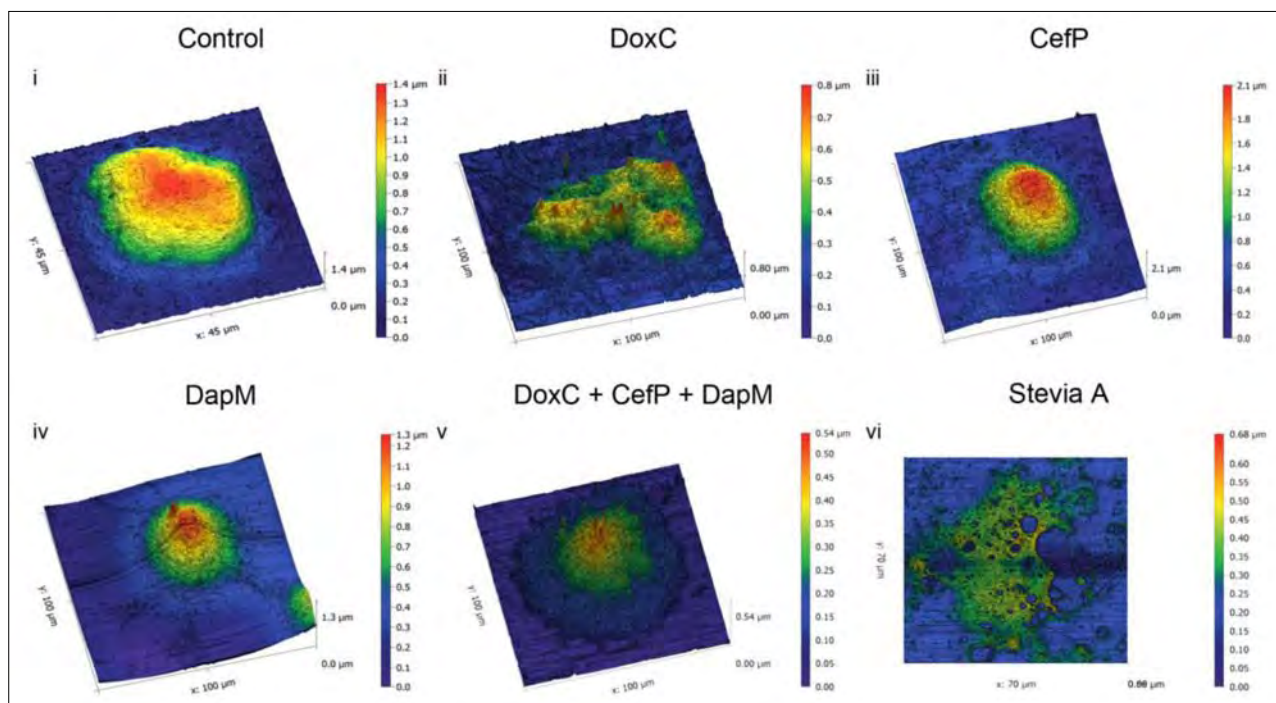 Control
DoxC
CefP
i
ii
iii
1.4 µm
1.3
1.2
1.1
1.0
0.9
0.8
0.7
0.6
0.5
0.4
0.3
0.2
0.1
0.0
y: 45 µm
x: 45 µm
1.4 µm
0.0 µm
0.8 µm
0.7
0.6
0.5
0.4
0.3
0.2
0.1
0.0
y: 100 µm
x: 100 µm
0.80 µm
0.00 µm
2.1 µm
1.8
1.6
1.4
1.2
1.0
0.8
0.6
0.4
0.2
0.0
y: 100 µm
x: 100 µm
2.1 µm
0.0 µm
DapM
DoxC + CefP + DapM
Stevia A
iv
v
vi
1.3 µm
1.2
1.1
1.0
0.9
0.8
0.7
0.6
0.5
0.4
0.3
0.2
0.1
0.0
y: 100 µm
x: 100 µm
1.3 µm
0.0 µm
0.54 µm
0.50
0.45
0.40
0.35
0.30
0.25
0.20
0.15
0.10
0.05
0.00
y: 100 µm
x: 100 µm
0.54 µm
0.00 µm
0.68 µm
0.60
0.55
0.50
0.45
0.40
0.35
0.30
0.25
0.20
0.15
0.10
0.05
0.00
y: 70 µm
x: 70 µm